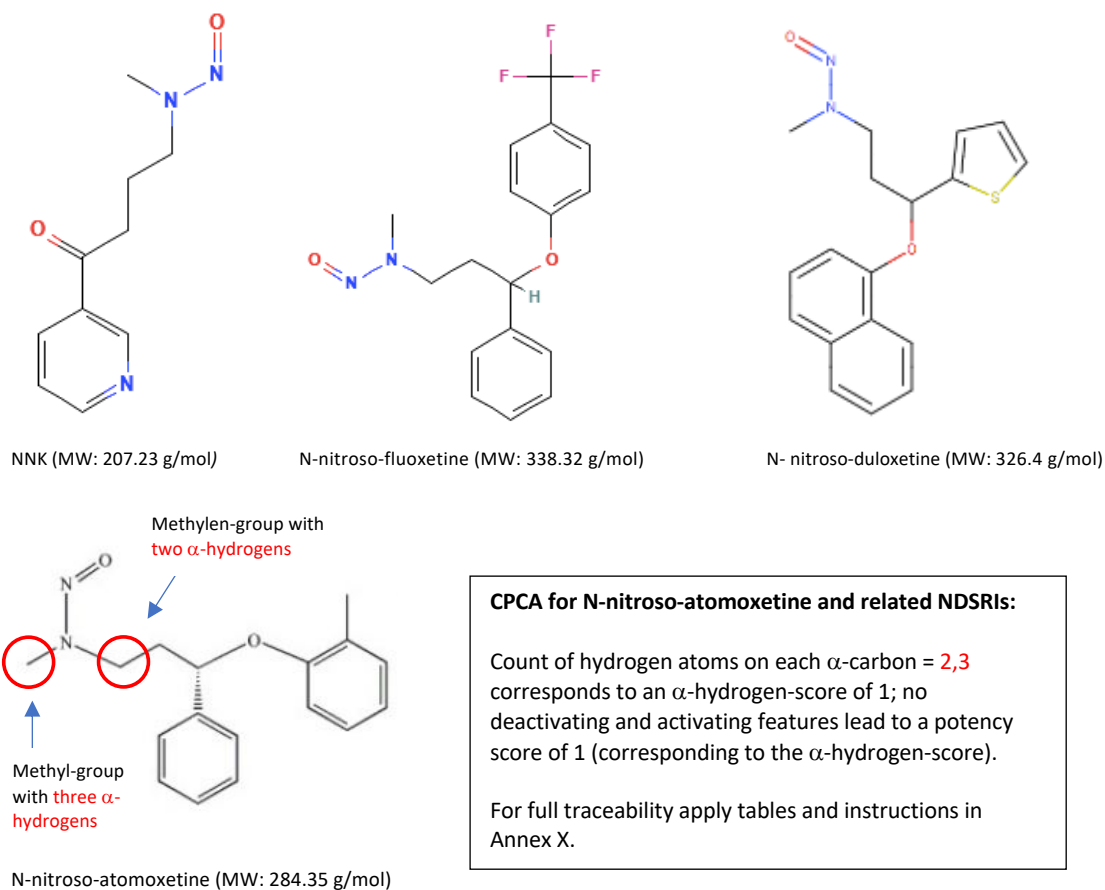 O
N
N
O
N
F
F
F
O
H
N
N
O
O
N
N
S
O
NNK (MW: 207.23 g/mol)
N-nitroso-fluoxetine (MW: 338.32 g/mol)
N- nitroso-duloxetine (MW: 326.4 g/mol)
Methylen-group with
two α-hydrogens
O
N
N
O
Methyl-group
with three α-
hydrogens
N-nitroso-atomoxetine (MW: 284.35 g/mol)
CPCA for N-nitroso-atomoxetine and related NDSRIs:
Count of hydrogen atoms on each α-carbon = 2,3
corresponds to an α-hydrogen-score of 1; no
deactivating and activating features lead to a potency
score of 1 (corresponding to the α-hydrogen-score).
For full traceability apply tables and instructions in
Annex X.